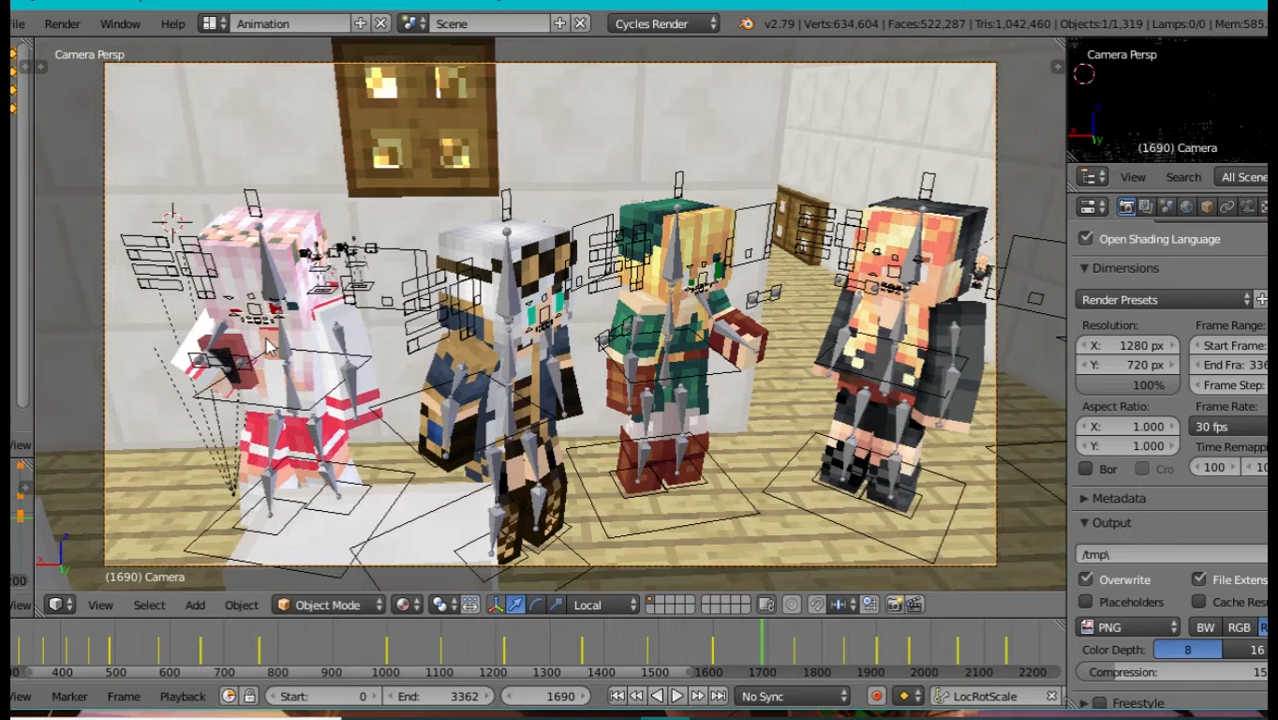 File Render Window Help Animation Scene Cycles Render v2.79 | Verts:634,604 | Faces:522,287 | Tris:1,042,460 | Objects:1/1,319 | Lamps:0/0 | Mem:585.
Camera Persp
Camera Persp
(1690) Camera
View Search All Scene
Open Shading Language
Dimensions
Render Presets
Resolution: Frame Range:
X: 1280 px Start Frame:
Y: 720 px End Fra: 336
100% Frame Step:
Aspect Ratio: Frame Rate:
X: 1.000 30 fps
Y: 1.000 Time Remapp
Bor Cro 100 10
View
Metadata
Output
/tmp\
(1690) Camera
Overwrite File Extens
Placeholders Cache Res
View Select Add Object Object Mode Local
PNG BW RGB R
Color Depth: 8 16
Compression: 15
Freestyle
200
00 400 500 600 700 800 900 1000 1100 1200 1300 1400 1500 1600 1700 1800 1900 2000 2100 2200
View Marker Frame Playback Start: 0 End: 3362 1690 No Sync LocRotScale